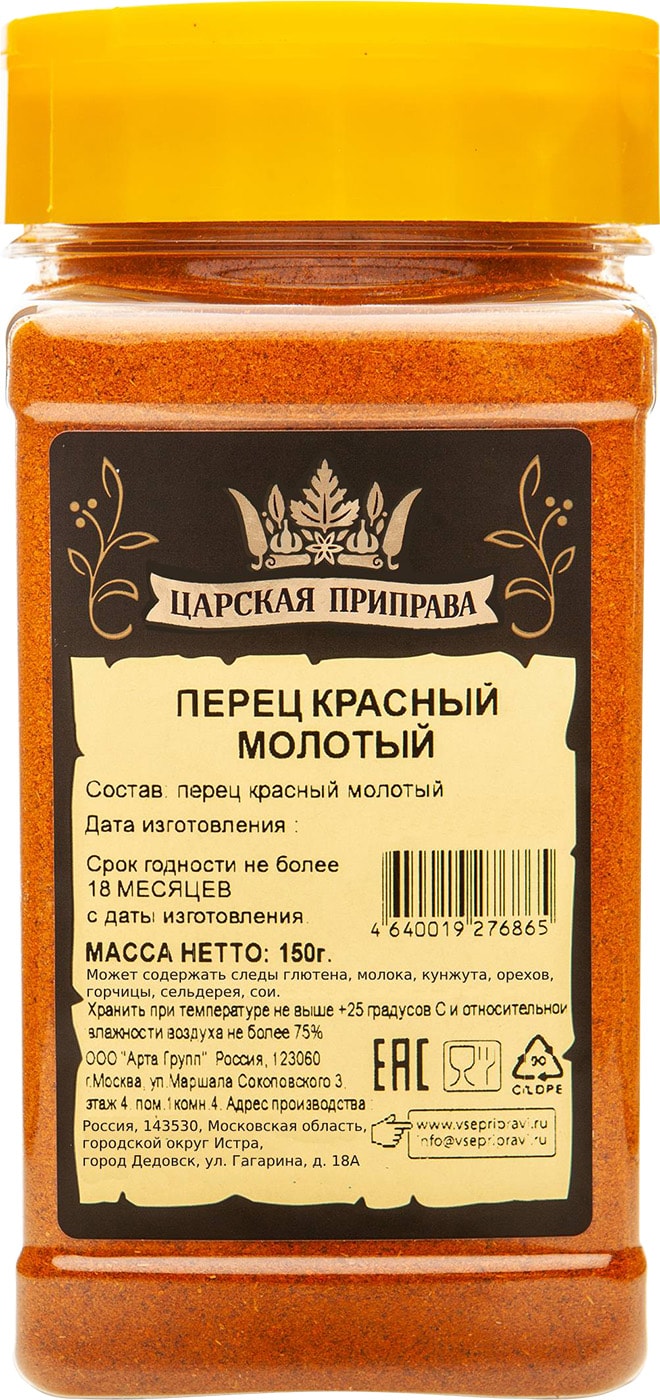 ЦАРСКАЯ ПРИПРАВА
ПЕРЕЦ КРАСНЫЙ
МОЛОТЫЙ
Состав: перец красный молотый
Дата изготовления :
Срок годности не более
18 МЕСЯЦЕВ
с даты изготовления
4 640019 276865
МАССА НЕТТО: 150г.
Может содержать следы глютена, молока, кунжута, орехов,
горчицы, сельдерея, сои.
Хранить при температуре не выше +25 градусов С и относительной
влажности воздуха не более 75%
ООО "Арта Групп" Россия, 123060
г.Москва, ул.Маршала Соколовского 3,
этаж 4. пом.1комн.4. Адрес производства
Россия, 143530, Московская область,
городской округ Истра,
город Дедовск, ул. Гагарина, д. 18А
EAC
90
C/LDPE
www.vsepripravi.ru
info@vsepripravi.ru